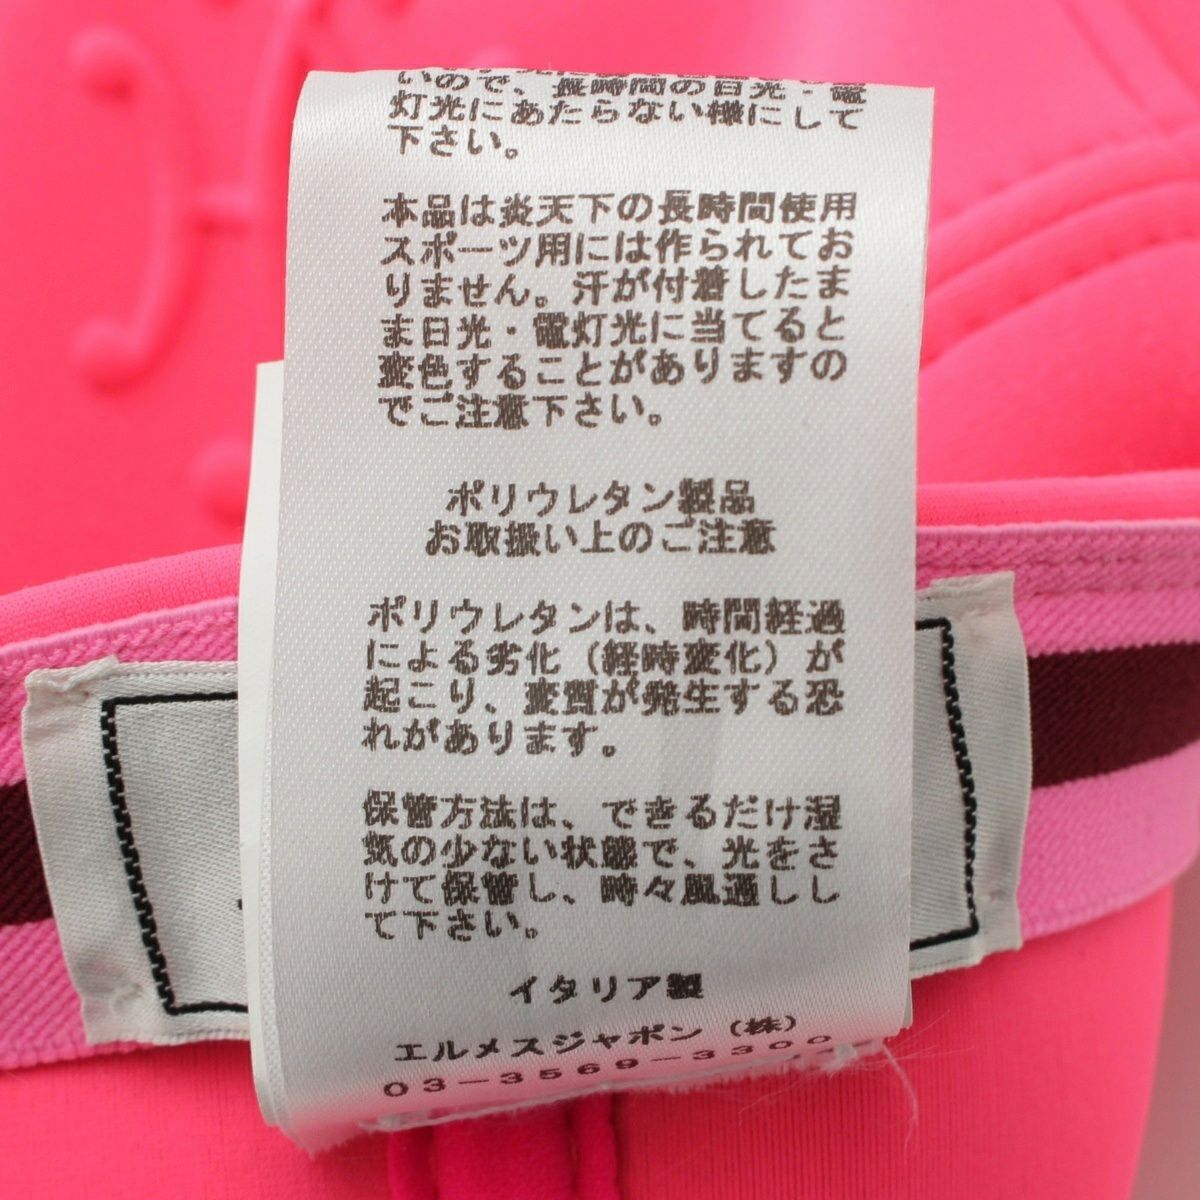 いので、長時間の日光・電
灯光にあたらない様にして
下さい。
本品は炎天下の長時間使用
スポーツ用には作られてお
りません。汗が付着したま
ま日光・電灯光に当てると
変色することがありますの
でご注意下さい。
ポリウレタン製品
お取扱い上のご注意
ポリウレタンは、時間経過
による劣化（経時変化）が
起こり、変質が発生する恐
れがあります。
保管方法は、できるだけ湿
気の少ない状態で、光をさ
けて保管し、時々風通しし
て下さい。
イタリア製
エルメスジャポン（株）
03-3569-3300